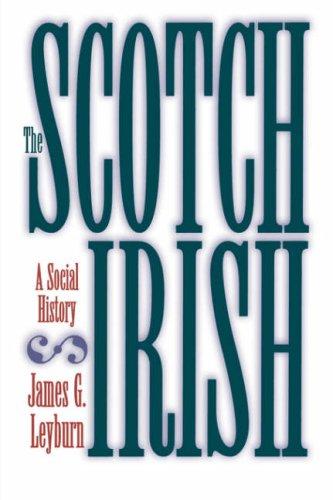 The SCOTCH
IRISH
A Social
History
James G.
Leyburn